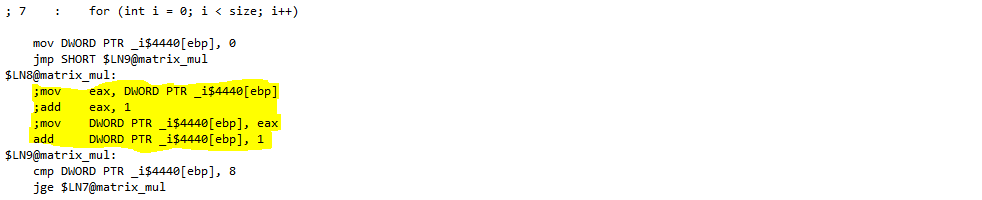 ; 7    :    for (int i = 0; i < size; i++)
mov DWORD PTR _i$4440[ebp], 0
jmp SHORT $LN9@matrix_mul
$LN8@matrix_mul:
;mov    eax, DWORD PTR _i$4440[ebp]
;add    eax, 1
;mov    DWORD PTR _i$4440[ebp], eax
add    DWORD PTR _i$4440[ebp], 1
$LN9@matrix_mul:
cmp DWORD PTR _i$4440[ebp], 8
jge $LN7@matrix_mul